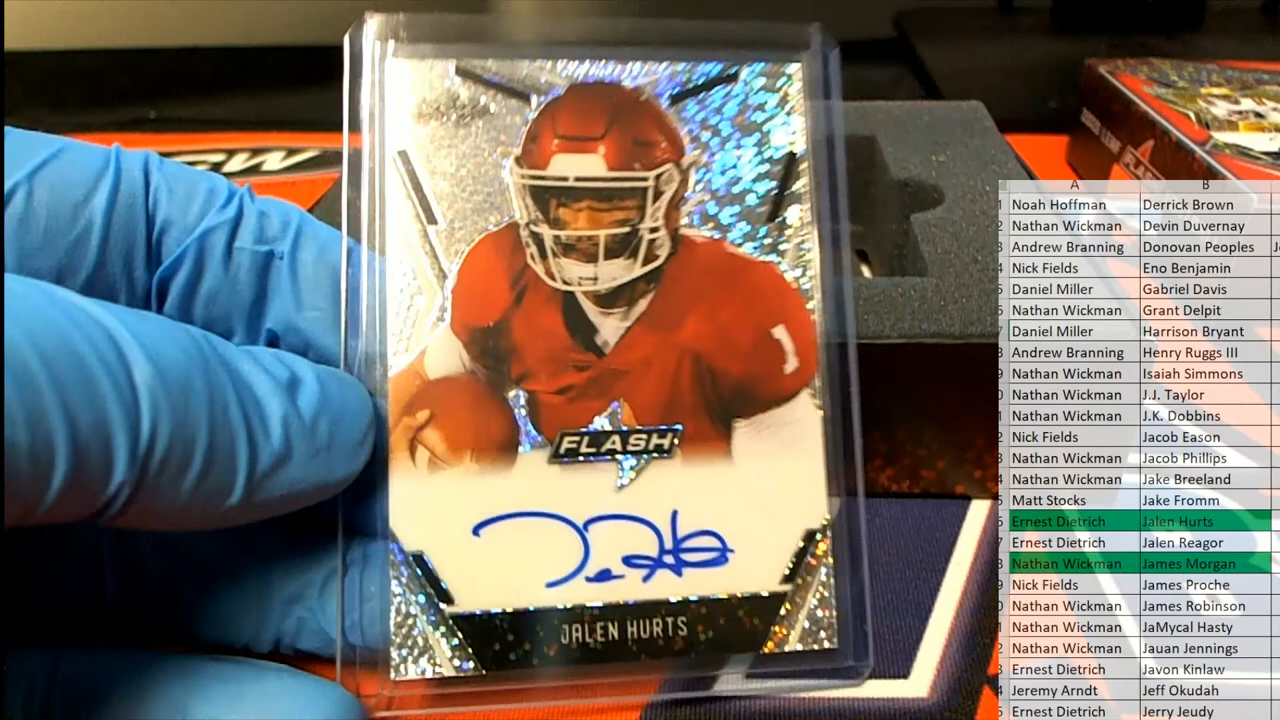 GW
1
FLASH
JALEN HURTS
A B
1 Noah Hoffman Derrick Brown
2 Nathan Wickman Devin Duvernay
3 Andrew Branning Donovan Peoples
4 Nick Fields Eno Benjamin
5 Daniel Miller Gabriel Davis
6 Nathan Wickman Grant Delpit
7 Daniel Miller Harrison Bryant
8 Andrew Branning Henry Ruggs III
9 Nathan Wickman Isaiah Simmons
0 Nathan Wickman J.J. Taylor
1 Nathan Wickman J.K. Dobbins
2 Nick Fields Jacob Eason
3 Nathan Wickman Jacob Phillips
4 Nathan Wickman Jake Breeland
5 Matt Stocks Jake Fromm
6 Ernest Dietrich Jalen Hurts
7 Ernest Dietrich Jalen Reagor
8 Nathan Wickman James Morgan
9 Nick Fields James Proche
0 Nathan Wickman James Robinson
1 Nathan Wickman JaMycal Hasty
2 Nathan Wickman Jauan Jennings
3 Ernest Dietrich Javon Kinlaw
4 Jeremy Arndt Jeff Okudah
5 Ernest Dietrich Jerry Jeudy